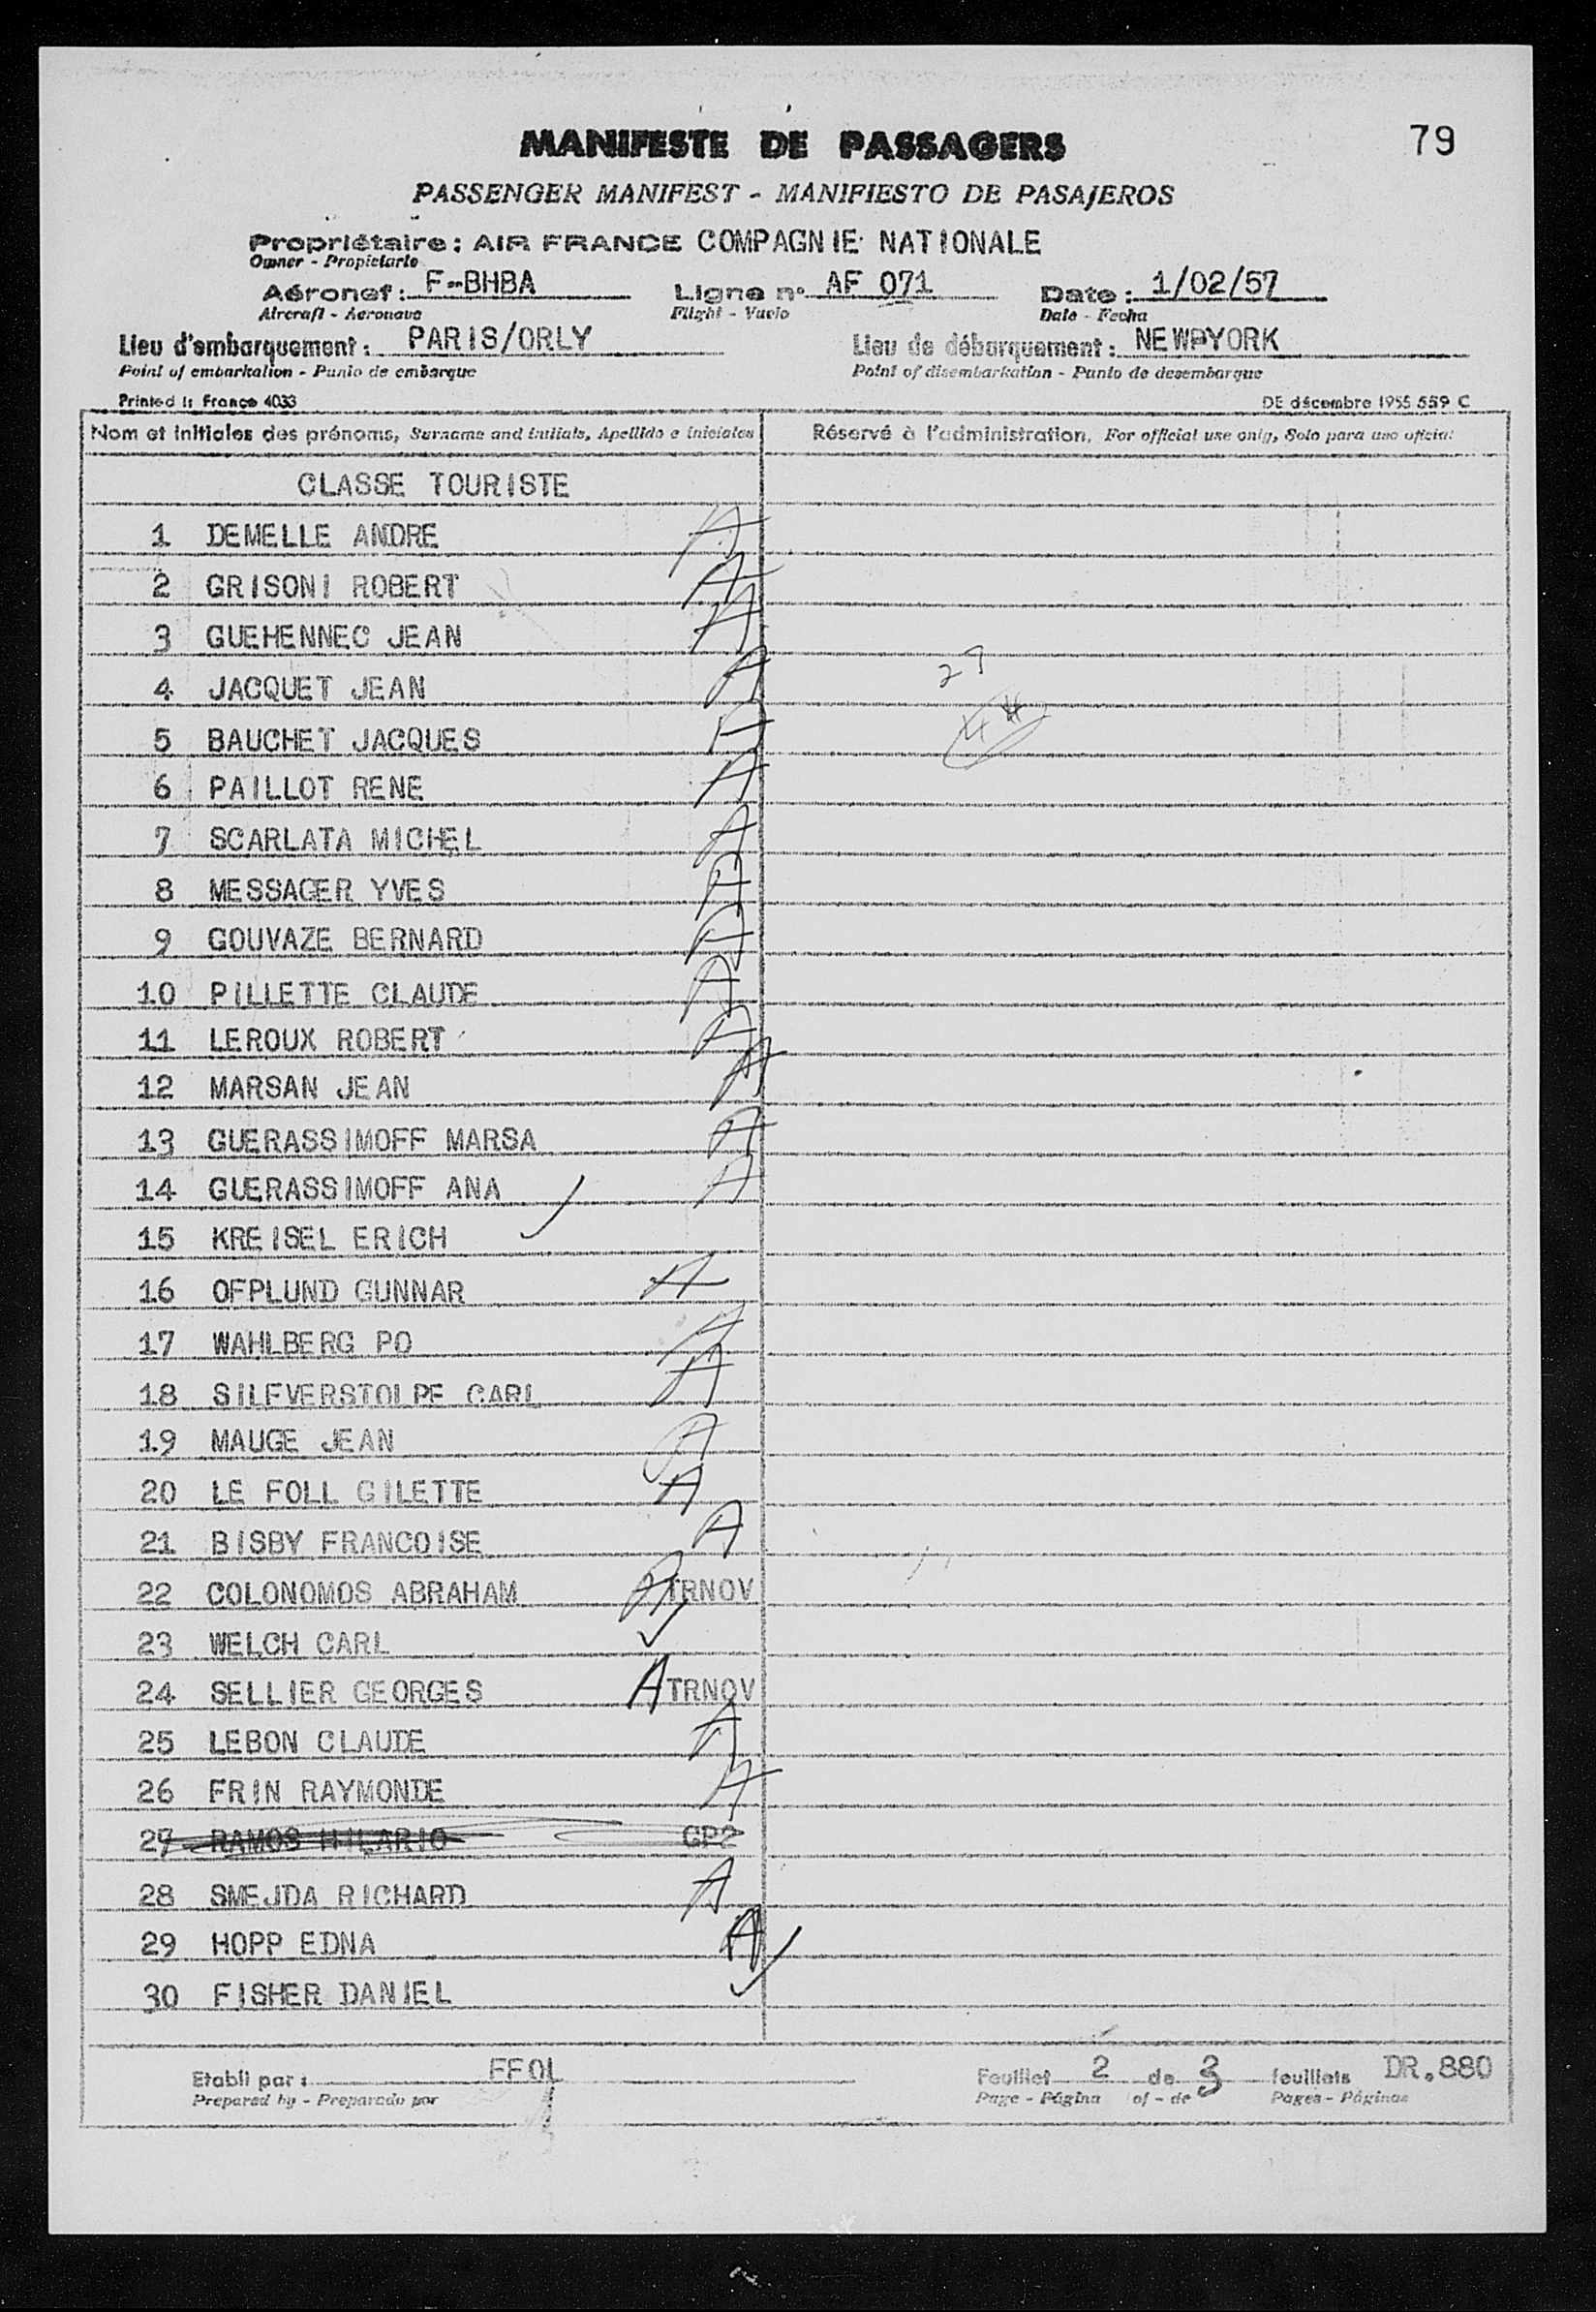 79
MANIFESTE DE PASSAGERS
PASSENGER MANIFEST - MANIFIESTO DE PASAJEROS
Propriétaire: AIR FRANCE COMPAGNIE NATIONALE
Owner - Propietario
Aéronef: F-BHBA Ligne n° AF 071 Date: 1/02/57
Aircraft - Aeronave Flight - Vuelo Date - Fecha
Lieu d'embarquement: PARIS/ORLY Lieu de débarquement: NEWPYORK
Point of embarkation - Punto de embarque Point of disembarkation - Punto de desembarque
Printed in France 4033 DE décembre 1955 559 C
Nom et initiales des prénoms, Surname and initials, Apellido e iniciales Réservé à l'administration, For official use only, Solo para uso oficial
CLASSE TOURISTE
1 DEMELLE ANDRE A
2 GRISONI ROBERT A
3 GUEHENNEC JEAN A
4 JACQUET JEAN A 29
5 BAUCHET JACQUES A 44
6 PAILLOT RENE A
7 SCARLATA MICHEL A
8 MESSAGER YVES A
9 GOUVAZE BERNARD A
10 PILLETTE CLAUDE A
11 LEROUX ROBERT A
12 MARSAN JEAN A
13 GUERASSIMOFF MARSA A
14 GUERASSIMOFF ANA A
15 KREISEL ERICH
16 OFPLUND GUNNAR A
17 WAHLBERG PO A
18 SILFVERSTOLPE CARL A
19 MAUGE JEAN A
20 LE FOLL GILETTE A
21 BISBY FRANCOISE A
22 COLONOMOS ABRAHAM A TRNOV
23 WELCH CARL
24 SELLIER GEORGES A TRNOV
25 LEBON CLAUDE A
26 FRIN RAYMONDE A
27 RAMOS HILARIO GP2
28 SMEJDA RICHARD A
29 HOPP EDNA A
30 FISHER DANIEL
Etabli par: FFOL Feuillet 2 de 3 feuillets DR.880
Prepared by - Preparado por Page - Página of - de Pages - Páginas